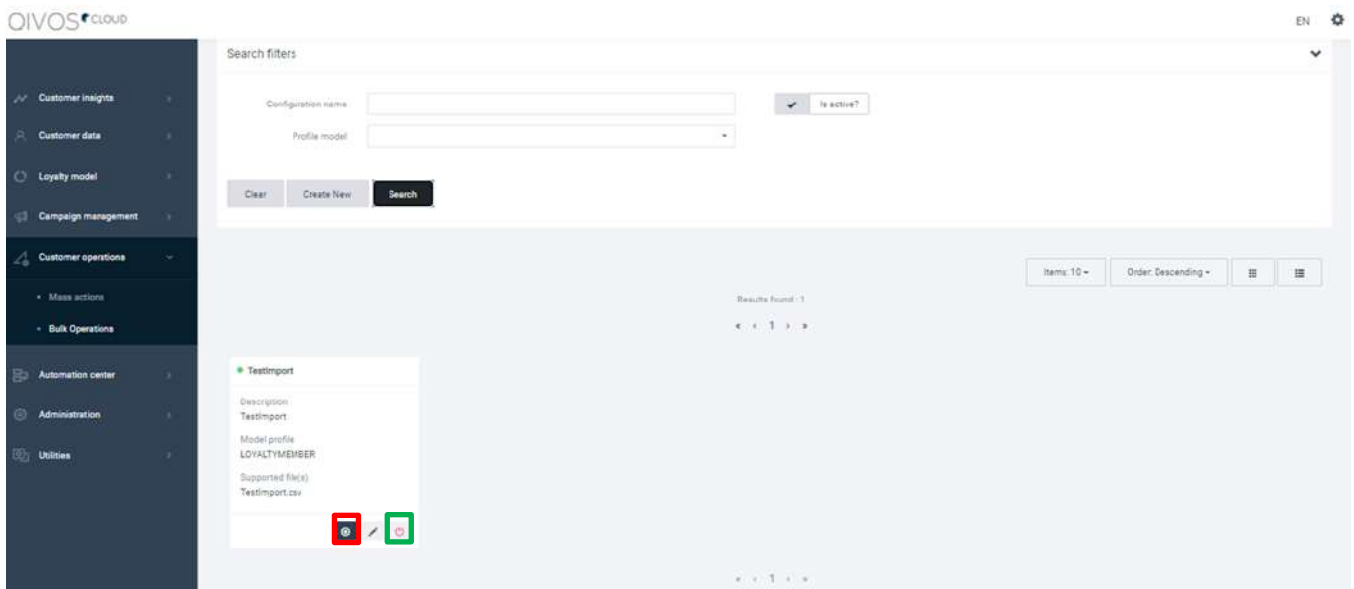 QIVOS CLOUD
EN
Search filters
Configuration name
Is active?
Profile model
Clear
Create New
Search
Customer insights
Customer data
Loyalty model
Campaign management
Customer operations
Mass actions
Bulk Operations
Automation center
Administration
Utilities
Items: 10
Order: Descending
Results found : 1
« ‹ 1 › »
TestImport
Description
TestImport
Model profile
LOYALTYMEMBER
Supported file(s)
TestImport.csv
« ‹ 1 › »